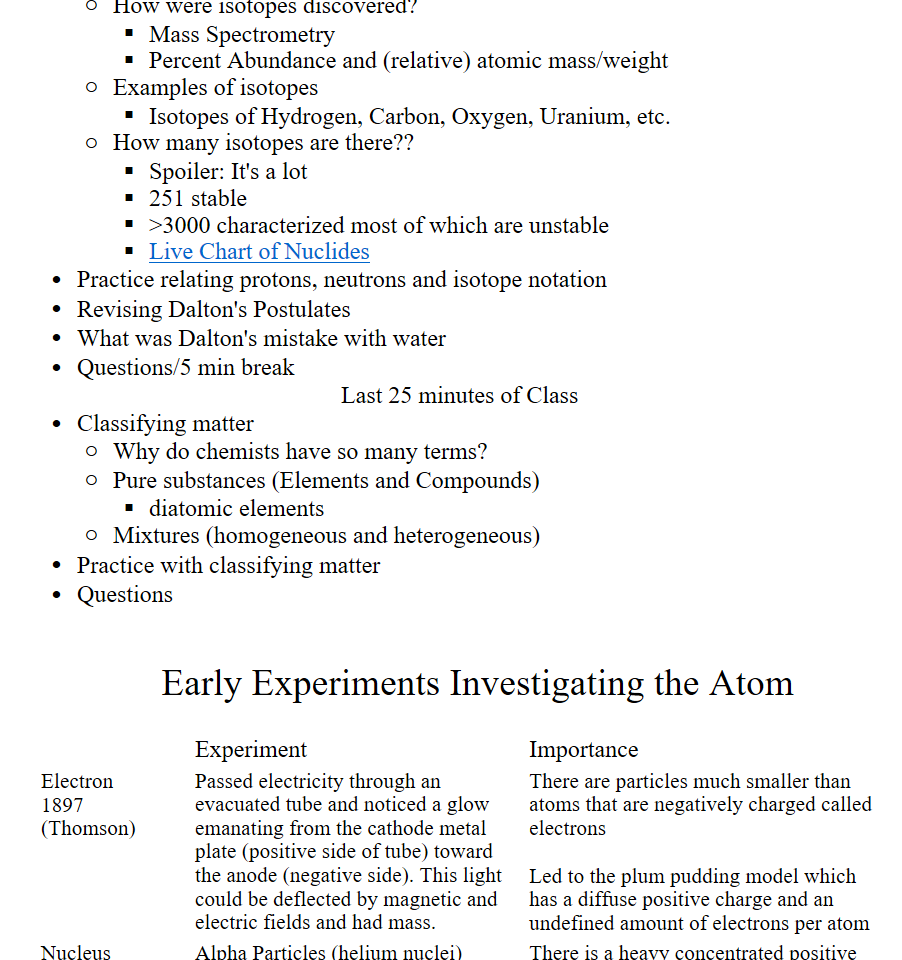 How were isotopes discovered?
Mass Spectrometry
Percent Abundance and (relative) atomic mass/weight
Examples of isotopes
Isotopes of Hydrogen, Carbon, Oxygen, Uranium, etc.
How many isotopes are there??
Spoiler: It's a lot
251 stable
>3000 characterized most of which are unstable
Live Chart of Nuclides
Practice relating protons, neutrons and isotope notation
Revising Dalton's Postulates
What was Dalton's mistake with water
Questions/5 min break
Last 25 minutes of Class
Classifying matter
Why do chemists have so many terms?
Pure substances (Elements and Compounds)
diatomic elements
Mixtures (homogeneous and heterogeneous)
Practice with classifying matter
Questions
Early Experiments Investigating the Atom
Experiment
Importance
Electron
1897
(Thomson)
Passed electricity through an
evacuated tube and noticed a glow
emanating from the cathode metal
plate (positive side of tube) toward
the anode (negative side). This light
could be deflected by magnetic and
electric fields and had mass.
There are particles much smaller than
atoms that are negatively charged called
electrons
Led to the plum pudding model which
has a diffuse positive charge and an
undefined amount of electrons per atom
Nucleus
Alpha Particles (helium nuclei)
There is a heavy concentrated positive